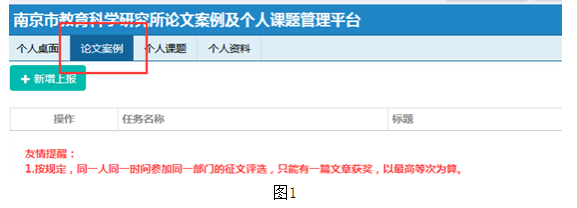 南京市教育科学研究所论文案例及个人课题管理平台
个人桌面 论文案例 个人课题 个人资料
+ 新增上报
操作 任务名称 标题
友情提醒：
1.按规定，同一人同一时间参加同一部门的征文评选，只能有一篇文章获奖，以最高等次为算。
图1